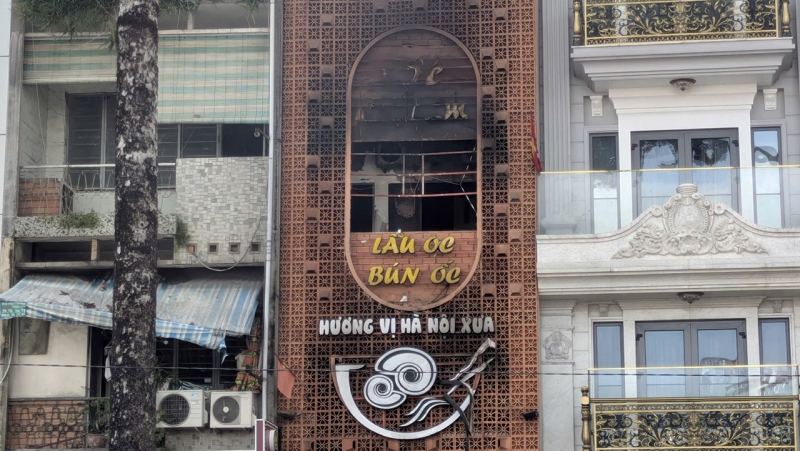 LẨU ỐC
BÚN ỐC
HƯƠNG VỊ HÀ NỘI XƯA